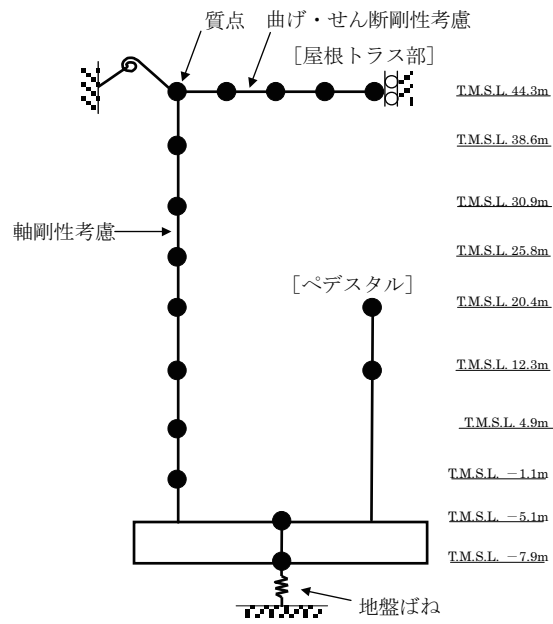 質点 曲げ・せん断剛性考慮
[屋根トラス部]
T.M.S.L. 44.3m
T.M.S.L. 38.6m
T.M.S.L. 30.9m
軸剛性考慮
T.M.S.L. 25.8m
[ペデスタル]
T.M.S.L. 20.4m
T.M.S.L. 12.3m
T.M.S.L. 4.9m
T.M.S.L. －1.1m
T.M.S.L. －5.1m
T.M.S.L. －7.9m
地盤ばね